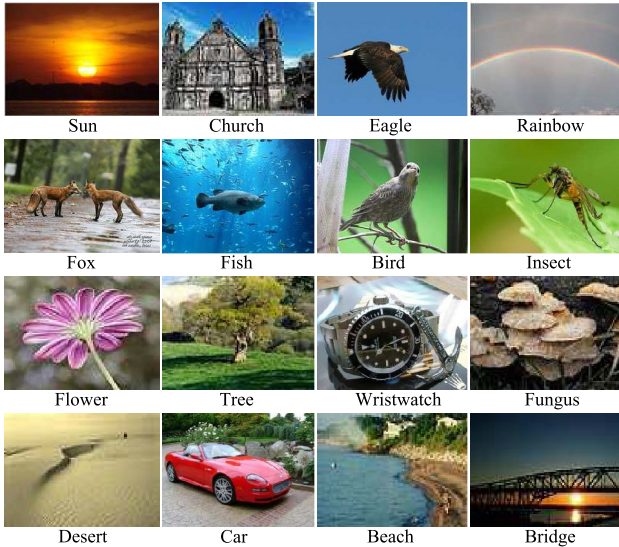 Sun
Church
Eagle
Rainbow
Fox
Fish
Bird
Insect
Flower
Tree
Wristwatch
Fungus
Desert
Car
Beach
Bridge